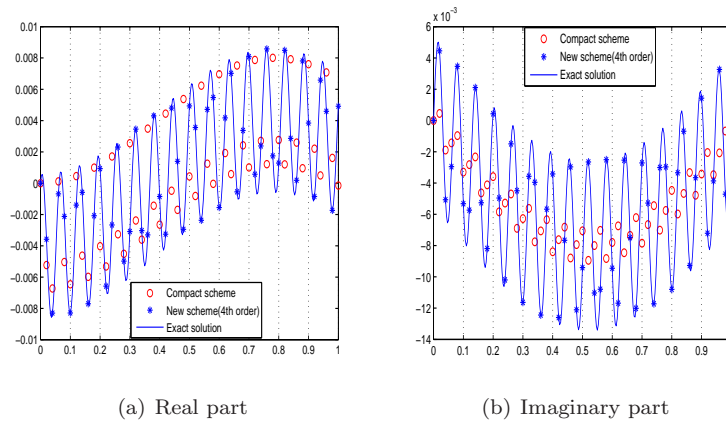 0.01
0.008
0.006
0.004
0.002
0
-0.002
-0.004
-0.006
-0.008
-0.01
0 0.1 0.2 0.3 0.4 0.5 0.6 0.7 0.8 0.9 1
Compact scheme
New scheme(4th order)
Exact solution
(a) Real part
x 10⁻³
6
4
2
0
-2
-4
-6
-8
-10
-12
-14
0 0.1 0.2 0.3 0.4 0.5 0.6 0.7 0.8 0.9
Compact scheme
New scheme(4th order)
Exact solution
(b) Imaginary part